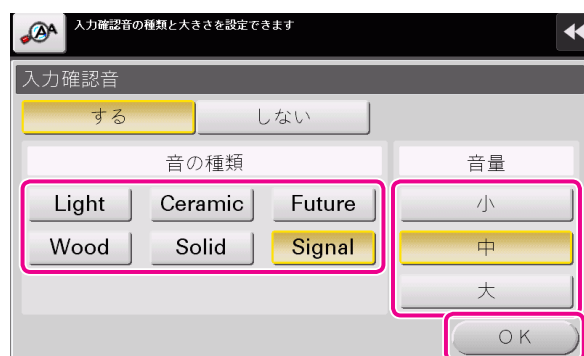 AA 入力確認音の種類と大きさを設定できます
入力確認音
する しない
音の種類 音量
Light Ceramic Future 小
Wood Solid Signal 中
大
OK